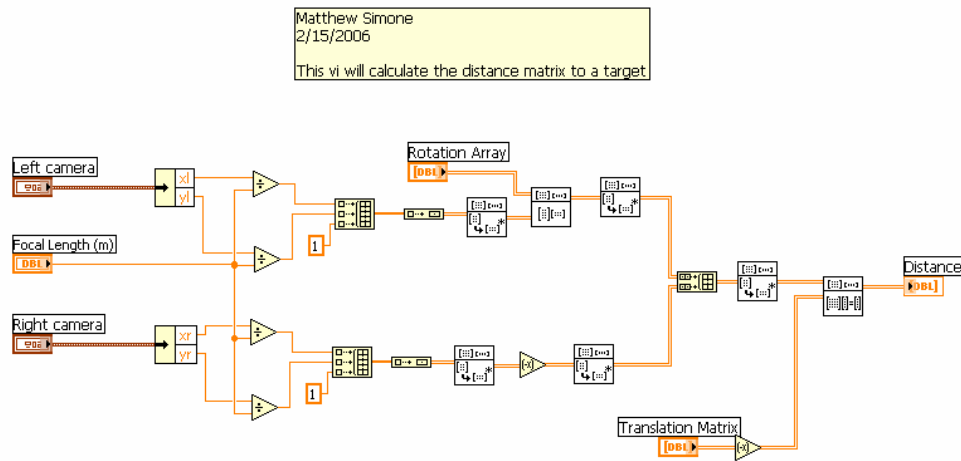 Matthew Simone
2/15/2006
This vi will calculate the distance matrix to a target
Left camera
xl
yl
Focal Length (m)
DBL
1
Rotation Array
[DBL]
Right camera
xr
yr
1
Distance
[DBL]
Translation Matrix
[DBL]
(-x)
(-x)